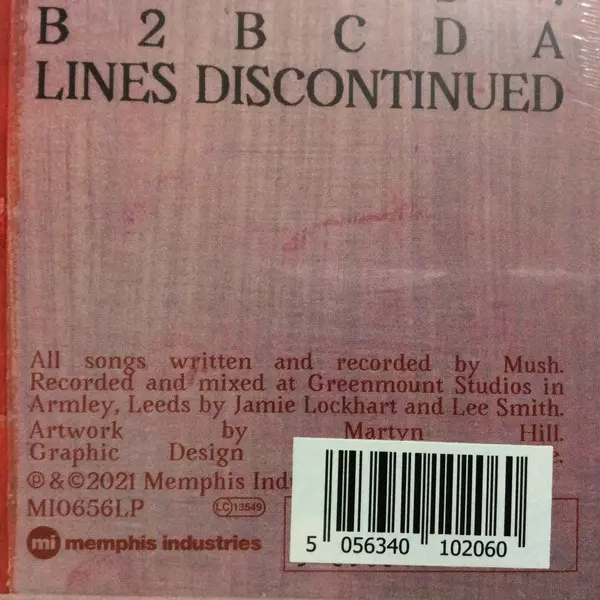 B 2 B C D A
LINES DISCONTINUED
All songs written and recorded by Mush.
Recorded and mixed at Greenmount Studios in
Armley, Leeds by Jamie Lockhart and Lee Smith.
Artwork by Martyn Hill.
Graphic Design
℗&©2021 Memphis
MI0656LP LC 13549
mi memphis industries
5 056340 102060